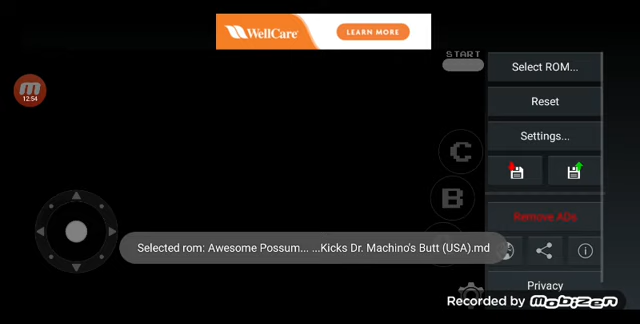 WellCare
LEARN MORE
START
Select ROM...
12:54
Reset
Settings...
C
B
Remove ADs
Selected rom: Awesome Possum... ...Kicks Dr. Machino's Butt (USA).md
Privacy
Recorded by Mobizen